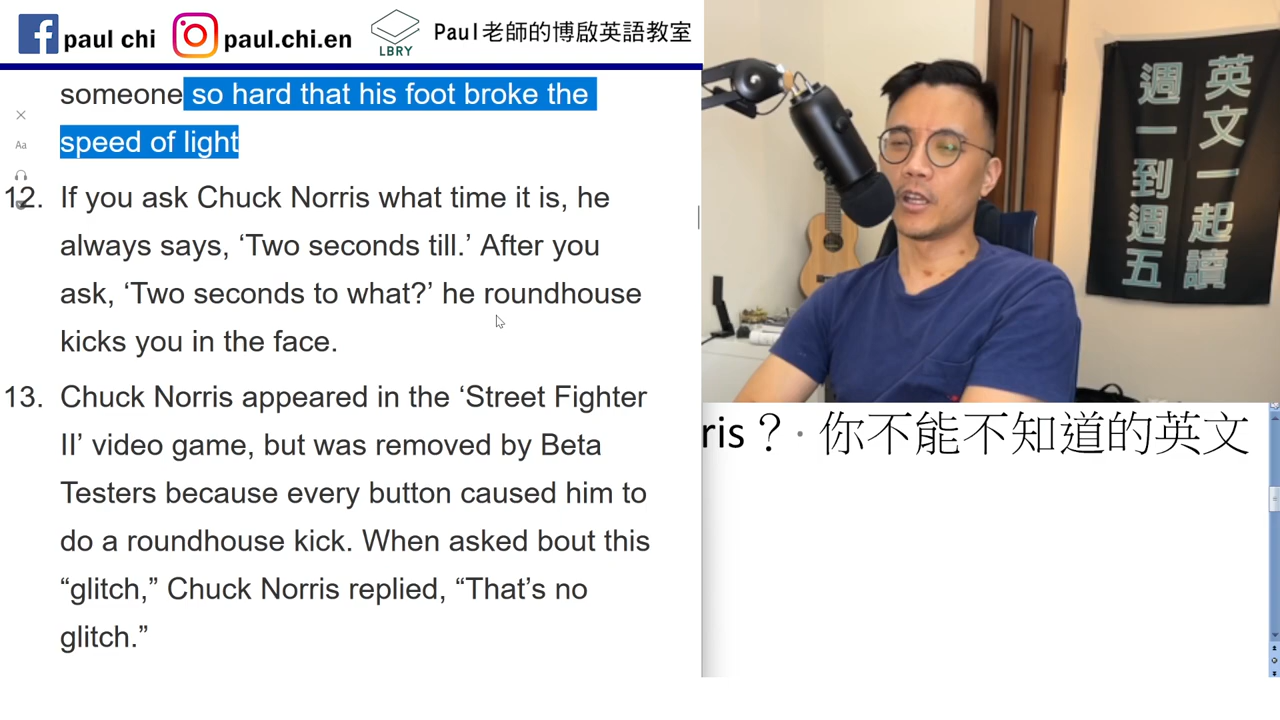 paul chi
paul.chi.en
LBRY
Paul老師的博啟英語教室
someone so hard that his foot broke the
speed of light
Aa
12. If you ask Chuck Norris what time it is, he
always says, ‘Two seconds till.’ After you
ask, ‘Two seconds to what?’ he roundhouse
kicks you in the face.
13. Chuck Norris appeared in the ‘Street Fighter
II’ video game, but was removed by Beta
Testers because every button caused him to
do a roundhouse kick. When asked bout this
“glitch,” Chuck Norris replied, “That’s no
glitch.”
英文一起讀
週一到週五
rris？·你不能不知道的英文